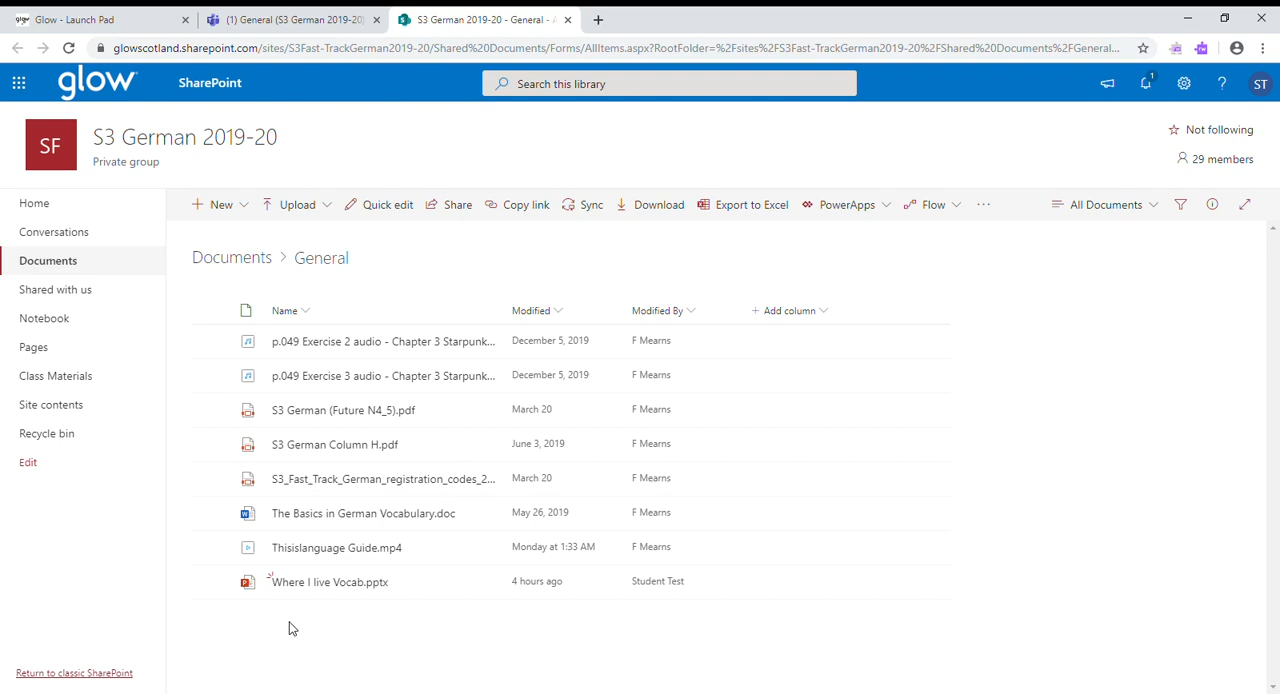 Glow - Launch Pad
(1) General (S3 German 2019-20)
S3 German 2019-20 - General - A
glowscotland.sharepoint.com/sites/S3Fast-TrackGerman2019-20/Shared%20Documents/Forms/AllItems.aspx?RootFolder=%2Fsites%2FS3Fast-TrackGerman2019-20%2FShared%20Documents%2FGeneral...
glow
SharePoint
Search this library
1
ST
SF
S3 German 2019-20
Private group
Not following
29 members
Home
Conversations
Documents
Shared with us
Notebook
Pages
Class Materials
Site contents
Recycle bin
Edit
Return to classic SharePoint
New Upload Quick edit Share Copy link Sync Download Export to Excel PowerApps Flow ... All Documents
Documents > General
Name Modified Modified By + Add column
p.049 Exercise 2 audio - Chapter 3 Starpunk... December 5, 2019 F Mearns
p.049 Exercise 3 audio - Chapter 3 Starpunk... December 5, 2019 F Mearns
S3 German (Future N4_5).pdf March 20 F Mearns
S3 German Column H.pdf June 3, 2019 F Mearns
S3_Fast_Track_German_registration_codes_2... March 20 F Mearns
The Basics in German Vocabulary.doc May 26, 2019 F Mearns
Thisislanguage Guide.mp4 Monday at 1:33 AM F Mearns
Where I live Vocab.pptx 4 hours ago Student Test